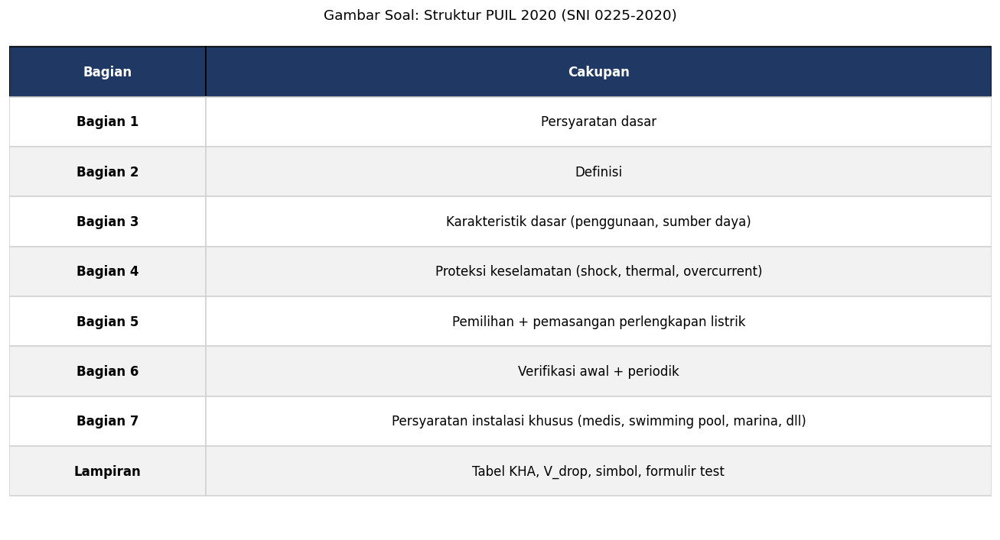 Gambar Soal: Struktur PUIL 2020 (SNI 0225-2020)
Bagian Cakupan
Bagian 1 Persyaratan dasar
Bagian 2 Definisi
Bagian 3 Karakteristik dasar (penggunaan, sumber daya)
Bagian 4 Proteksi keselamatan (shock, thermal, overcurrent)
Bagian 5 Pemilihan + pemasangan perlengkapan listrik
Bagian 6 Verifikasi awal + periodik
Bagian 7 Persyaratan instalasi khusus (medis, swimming pool, marina, dll)
Lampiran Tabel KHA, V_drop, simbol, formulir test